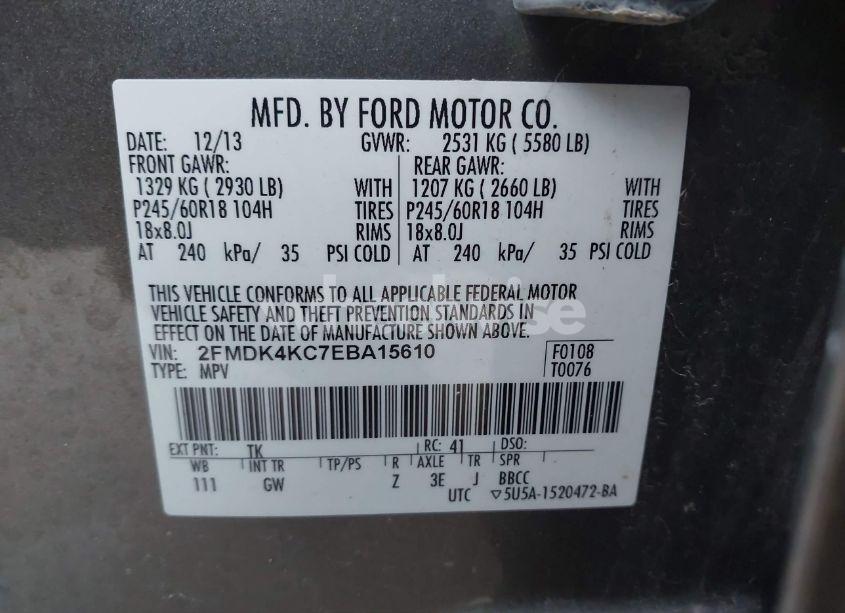 MFD. BY FORD MOTOR CO.
DATE: 12/13 GVWR: 2531 KG ( 5580 LB)
FRONT GAWR: REAR GAWR:
1329 KG ( 2930 LB) WITH 1207 KG ( 2660 LB) WITH
P245/60R18 104H TIRES P245/60R18 104H TIRES
18x8.0J RIMS 18x8.0J RIMS
AT 240 kPa/ 35 PSI COLD AT 240 kPa/ 35 PSI COLD
THIS VEHICLE CONFORMS TO ALL APPLICABLE FEDERAL MOTOR
VEHICLE SAFETY AND THEFT PREVENTION STANDARDS IN
EFFECT ON THE DATE OF MANUFACTURE SHOWN ABOVE.
VIN: 2FMDK4KC7EBA15610 F0108
TYPE: MPV T0076
EXT PNT: TK RC: 41 DSO:
WB INT TR TP/PS R AXLE TR SPR
111 GW Z 3E J BBCC
UTC ▽5U5A-1520472-BA